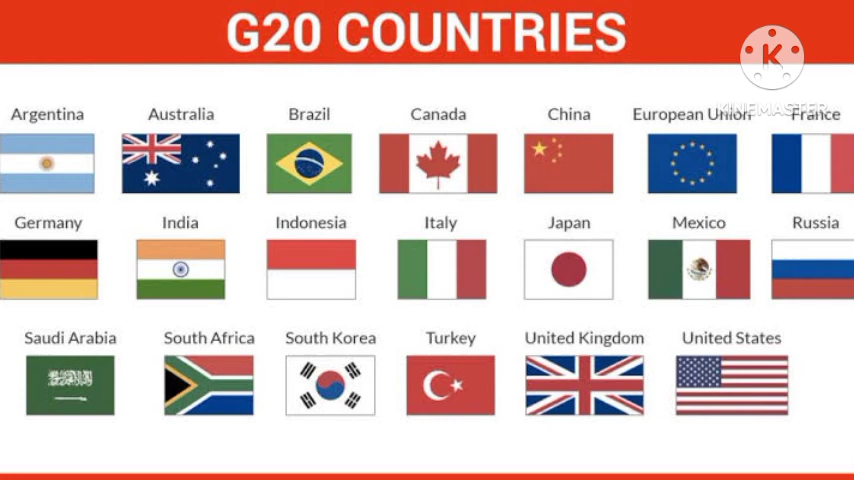 G20 COUNTRIES
K
KINEMASTER
Argentina Australia Brazil Canada China European Union France
Germany India Indonesia Italy Japan Mexico Russia
Saudi Arabia South Africa South Korea Turkey United Kingdom United States